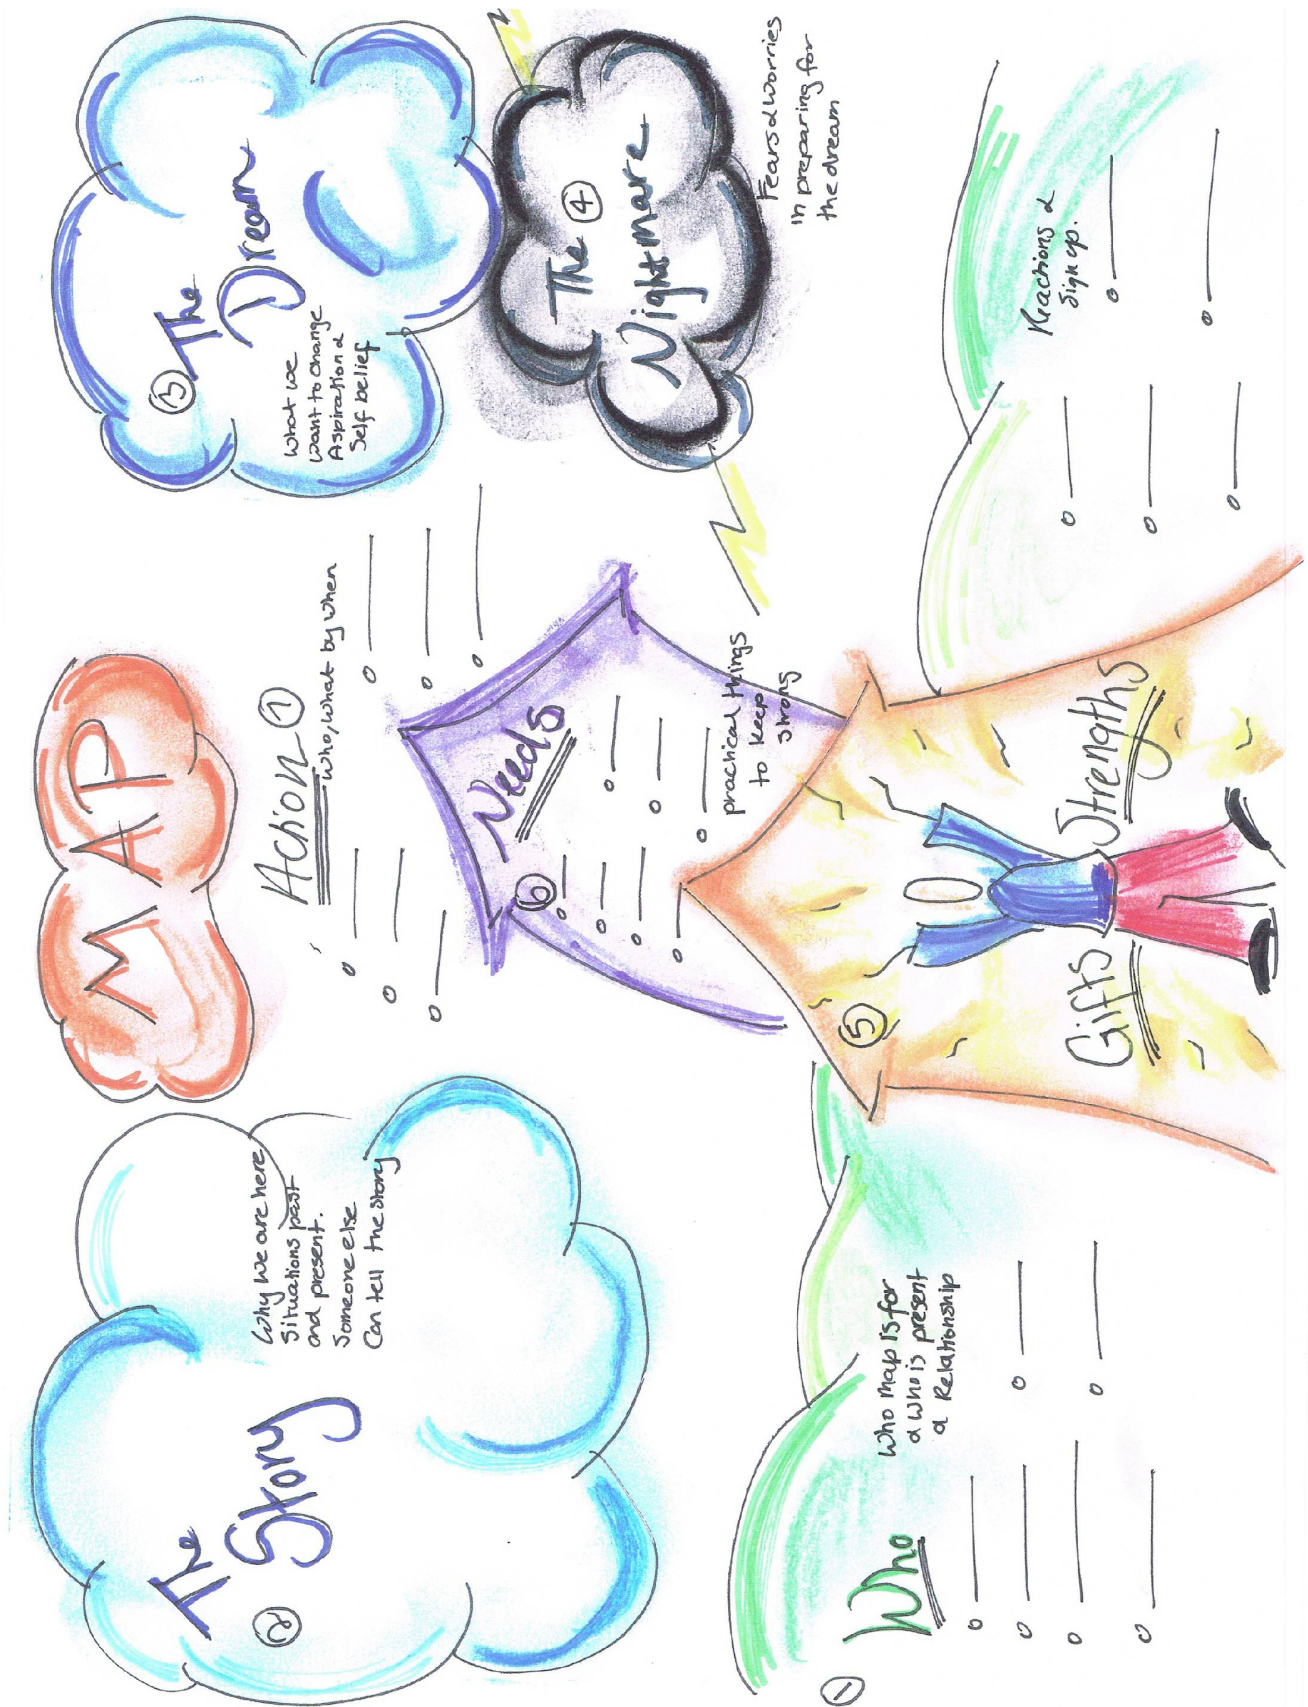 MAP
① Who
Who map is for
& who is present
& Relationship
② The
Story
Why we are here
Situations past
and present.
Someone else
Can tell the story
③ The
Dream
What we
want to change
Aspiration &
Self belief
The ④
Nightmare
Fears & worries
in preparing for
the dream
⑤
Gifts Strengths
⑥ Needs
practical things
to keep
strong
Action ⑦
Who, what by when
Reactions &
Sign up.